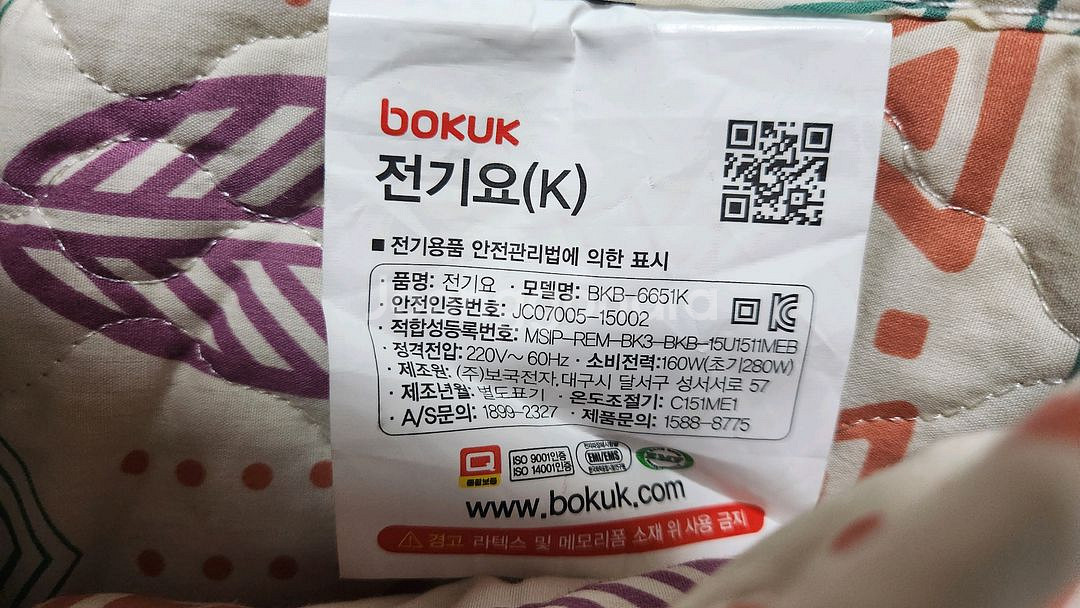 bokuk
전기요(K)
■ 전기용품 안전관리법에 의한 표시
· 품명: 전기요 · 모델명: BKB-6651K
· 안전인증번호: JC07005-15002
· 적합성등록번호: MSIP-REM-BK3-BKB-15U1511MEB
· 정격전압: 220V~ 60Hz · 소비전력:160W(초기280W)
· 제조원: (주)보국전자,대구시 달서구 성서서로 57
· 제조년월: 별도표기 · 온도조절기: C151ME1
· A/S문의: 1899-2327 · 제품문의: 1588-8775
Q
품질보증
ISO 9001인증
ISO 14001인증
EMI/EMS
www.bokuk.com
경고 라텍스 및 메모리폼 소재 위 사용 금지